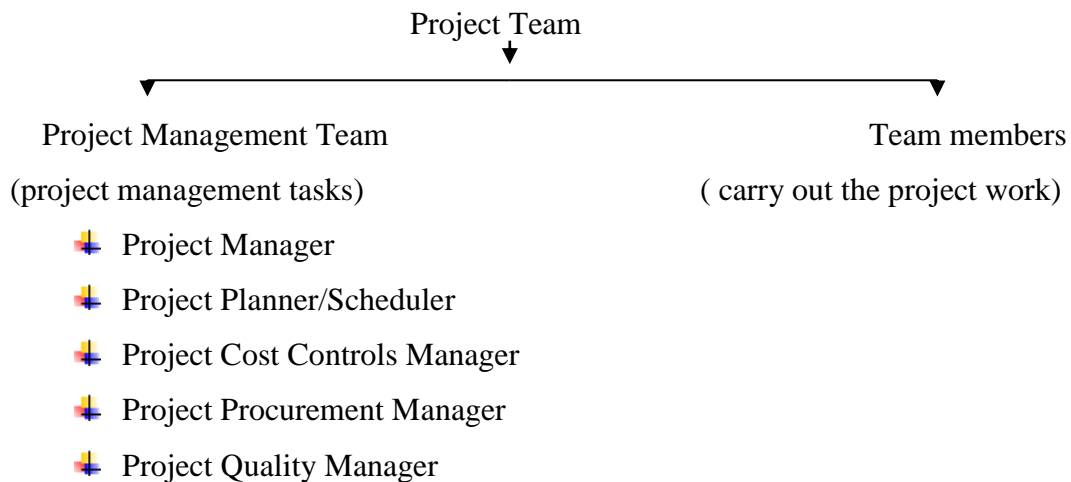 Project Team
Project Management Team Team members
(project management tasks) ( carry out the project work)
Project Manager
Project Planner/Scheduler
Project Cost Controls Manager
Project Procurement Manager
Project Quality Manager